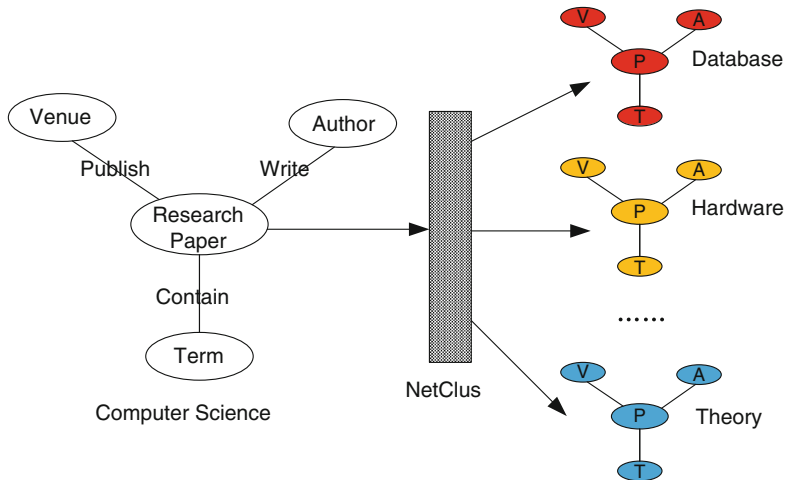 Venue
Author
Publish
Write
Research
Paper
Contain
Term
Computer Science
NetClus
V
A
P
Database
T
V
A
P
Hardware
T
......
V
A
P
Theory
T